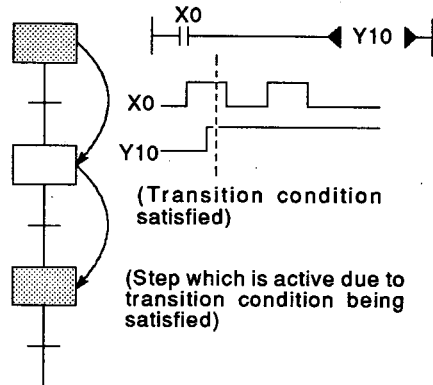 X0
Y10
X0
Y10
(Transition condition
satisfied)
(Step which is active due to
transition condition being
satisfied)